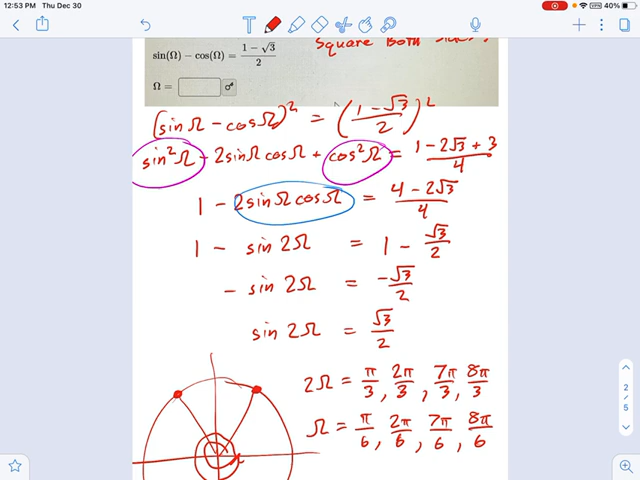 12:53 PM Thu Dec 30
40%
sin(Ω) − cos(Ω) = (1 − √3)/2
Square Both Sides.
Ω =
(sinΩ − cosΩ)² = ((1 − √3)/2)²
sin²Ω − 2sinΩ cosΩ + cos²Ω = (1 − 2√3 + 3)/4
1 − 2sinΩ cosΩ = (4 − 2√3)/4
1 − sin 2Ω = 1 − √3/2
− sin 2Ω = −√3/2
sin 2Ω = √3/2
2Ω = π/3, 2π/3, 7π/3, 8π/3
Ω = π/6, 2π/6, 7π/6, 8π/6
2
/
5